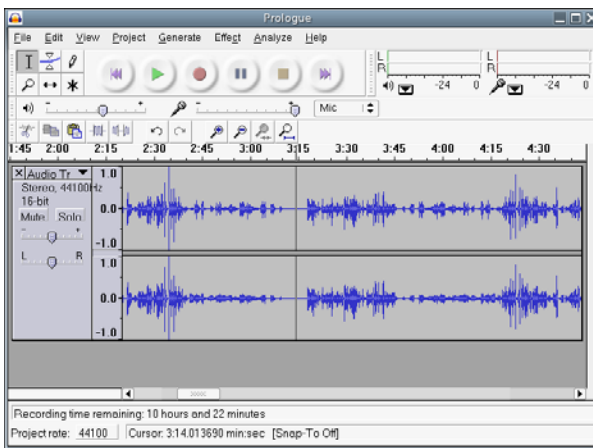 Prologue
File Edit View Project Generate Effect Analyze Help
L
R
-24 0
L
R
-24 0
Mic
1:45 2:00 2:15 2:30 2:45 3:00 3:15 3:30 3:45 4:00 4:15 4:30
Audio Tr
Stereo, 44100Hz
16-bit
Mute Solo
- +
L R
1.0
0.0
-1.0
1.0
0.0
-1.0
Recording time remaining: 10 hours and 22 minutes
Project rate: 44100 Cursor: 3:14.013690 min:sec [Snap-To Off]